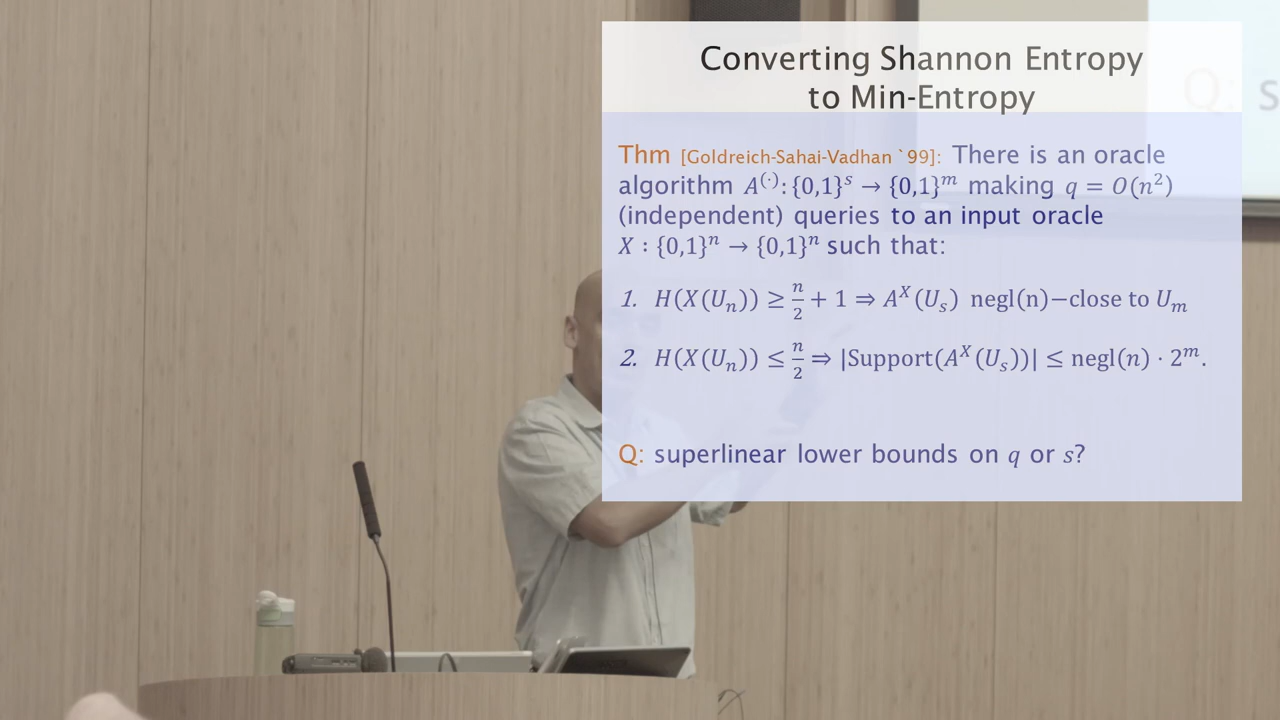 Converting Shannon Entropy
to Min-Entropy
Thm [Goldreich-Sahai-Vadhan `99]: There is an oracle
algorithm A^(·): {0,1}^s → {0,1}^m making q = O(n²)
(independent) queries to an input oracle
X : {0,1}^n → {0,1}^n such that:
1. H(X(U_n)) ≥ n/2 + 1 ⇒ A^X(U_s) negl(n)−close to U_m
2. H(X(U_n)) ≤ n/2 ⇒ |Support(A^X(U_s))| ≤ negl(n) · 2^m.
Q: superlinear lower bounds on q or s?
Q: s